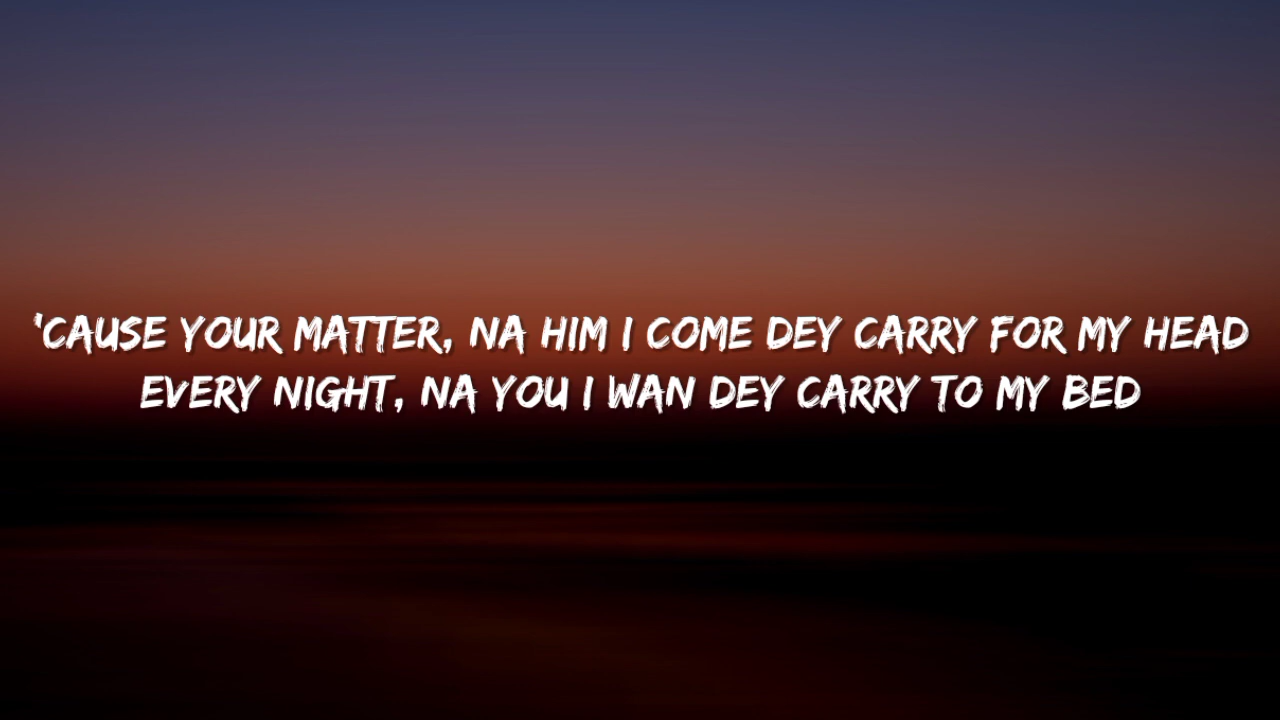 'CAUSE YOUR MATTER, NA HIM I COME DEY CARRY FOR MY HEAD
EVERY NIGHT, NA YOU I WAN DEY CARRY TO MY BED